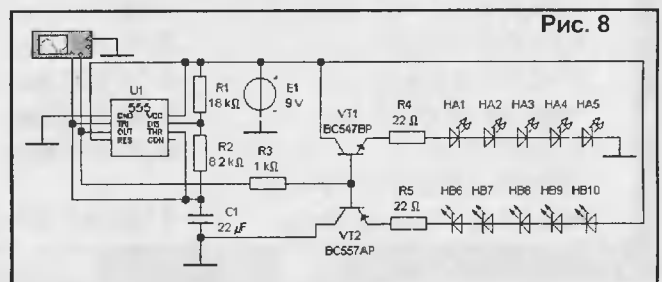 Рис. 8
U1
555
GND VCC
TRI DIS
OUT THR
RES CON
R1
18 kΩ
E1
9 V
R2
8.2 kΩ
R3
1 kΩ
C1
22 μF
VT1
BC547BP
R4
22 Ω
HA1 HA2 HA3 HA4 HA5
VT2
BC557AP
R5
22 Ω
HB6 HB7 HB8 HB9 HB10